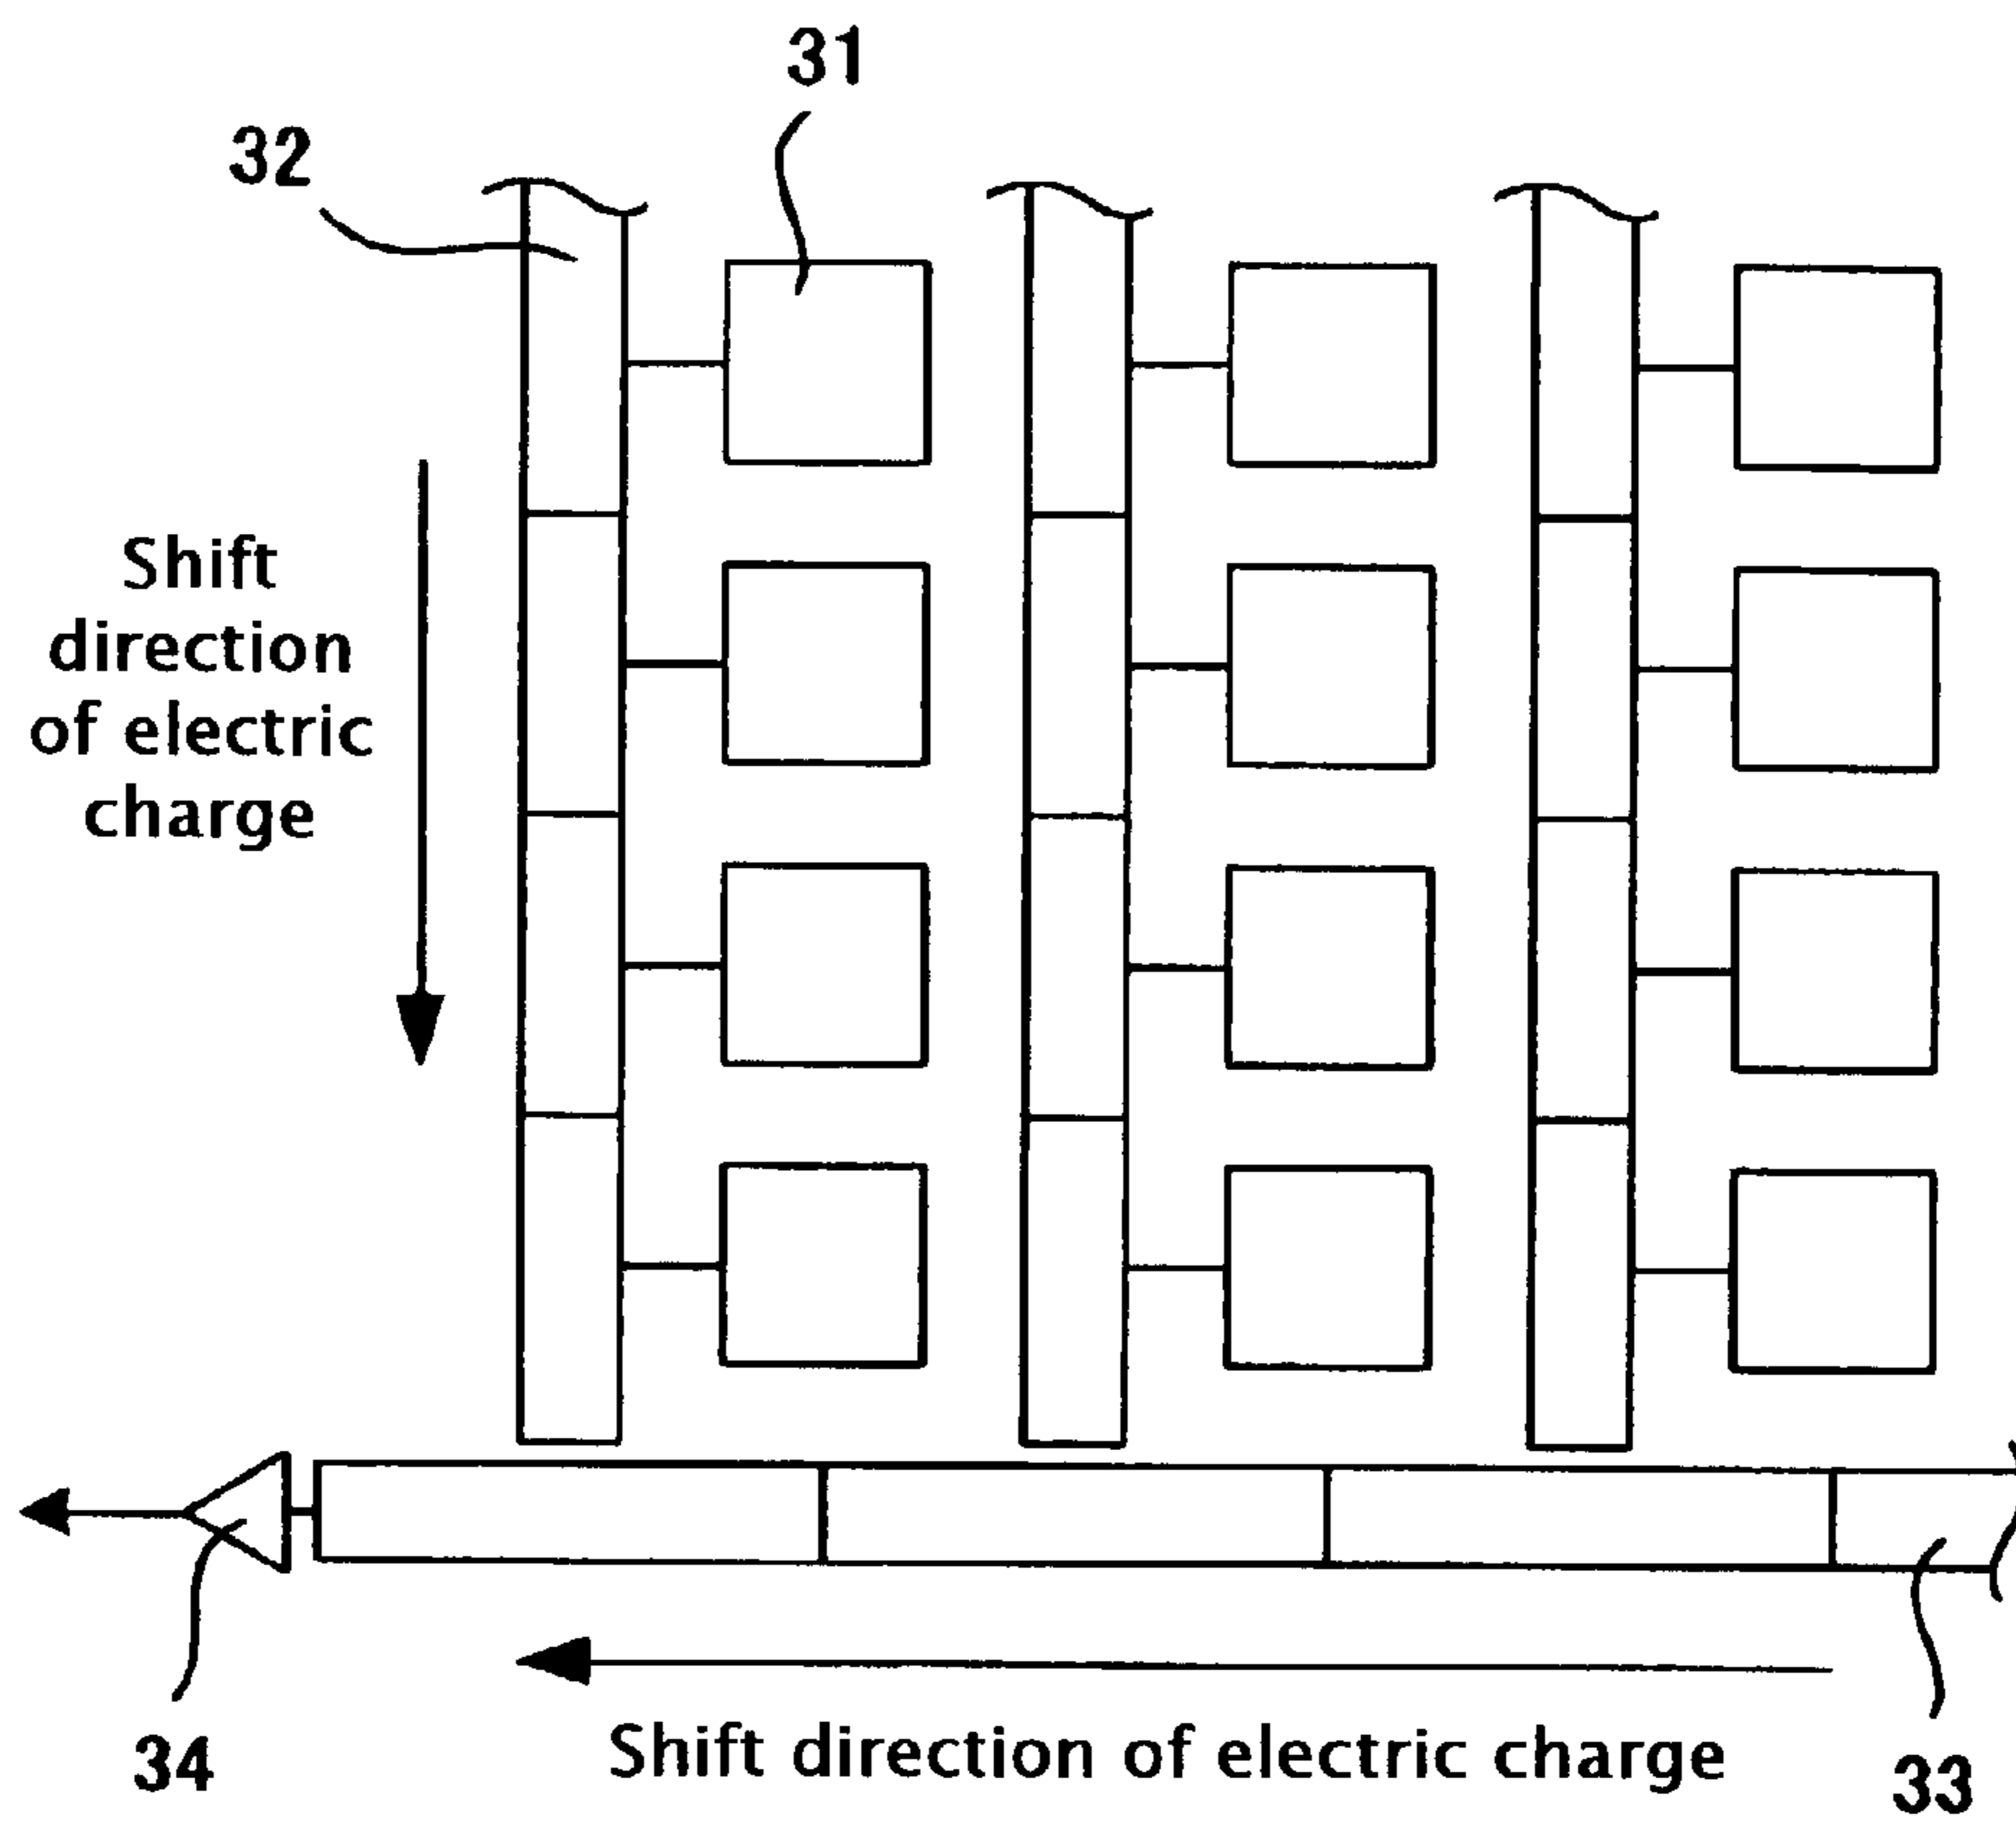 31
32
Shift
direction
of electric
charge
34
Shift direction of electric charge
33